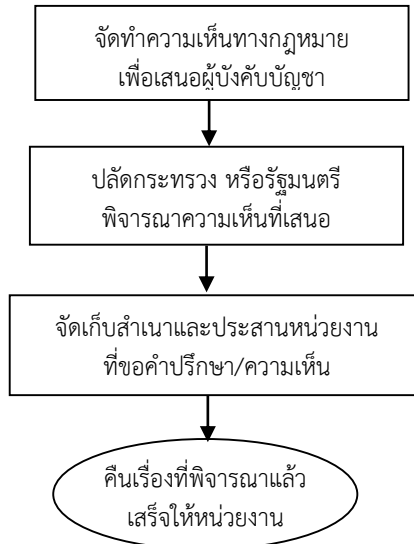 จัดทำความเห็นทางกฎหมาย
เพื่อเสนอผู้บังคับบัญชา
ปลัดกระทรวง หรือรัฐมนตรี
พิจารณาความเห็นที่เสนอ
จัดเก็บสำเนาและประสานหน่วยงาน
ที่ขอคำปรึกษา/ความเห็น
คืนเรื่องที่พิจารณาแล้ว
เสร็จให้หน่วยงาน